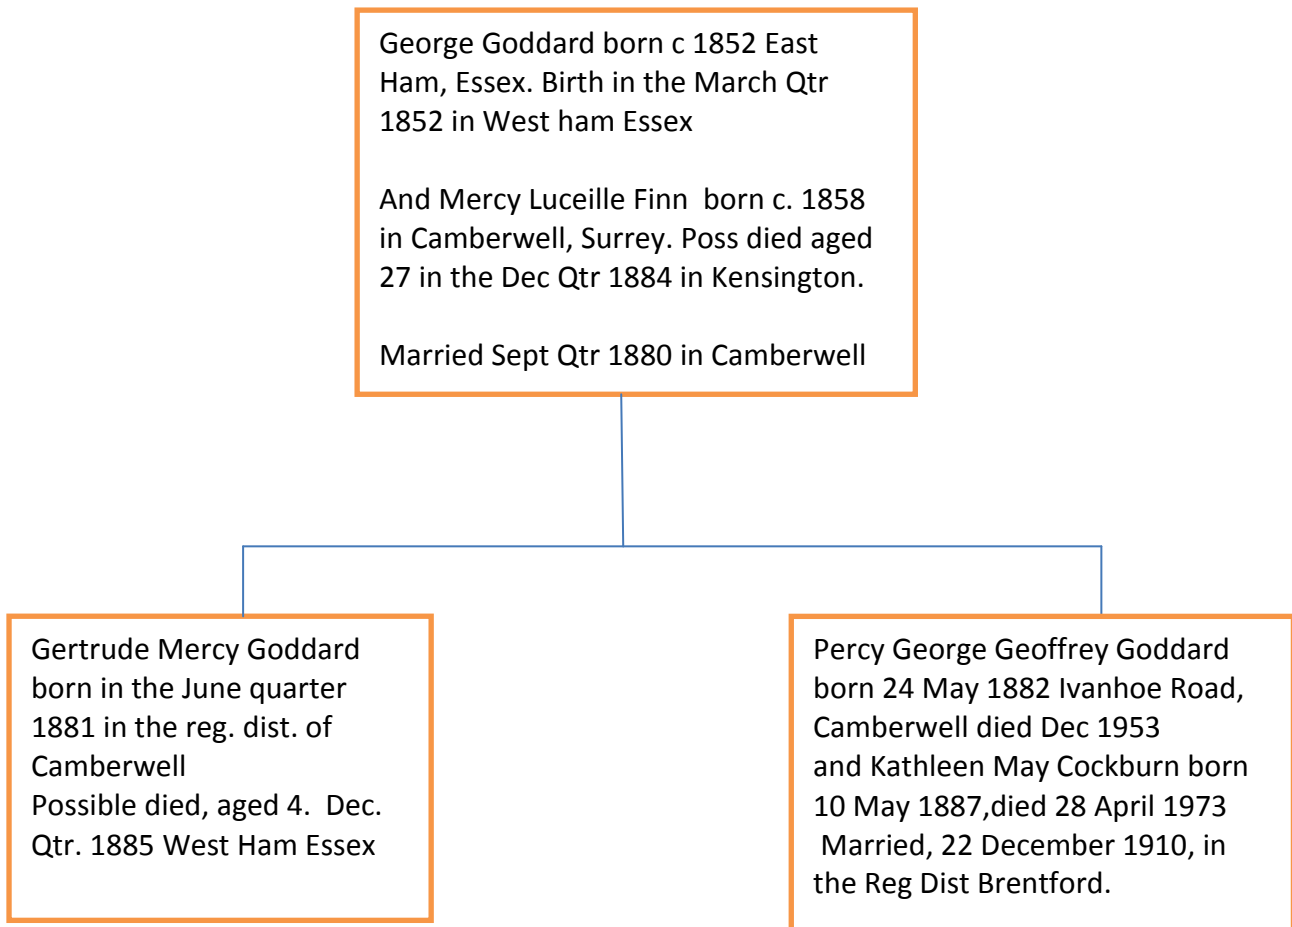 George Goddard born c 1852 East
Ham, Essex. Birth in the March Qtr
1852 in West ham Essex
And Mercy Luceille Finn  born c. 1858
in Camberwell, Surrey. Poss died aged
27 in the Dec Qtr 1884 in Kensington.
Married Sept Qtr 1880 in Camberwell
Gertrude Mercy Goddard
born in the June quarter
1881 in the reg. dist. of
Camberwell
Possible died, aged 4.  Dec.
Qtr. 1885 West Ham Essex
Percy George Geoffrey Goddard
born 24 May 1882 Ivanhoe Road,
Camberwell died Dec 1953
and Kathleen May Cockburn born
10 May 1887,died 28 April 1973
Married, 22 December 1910, in
the Reg Dist Brentford.